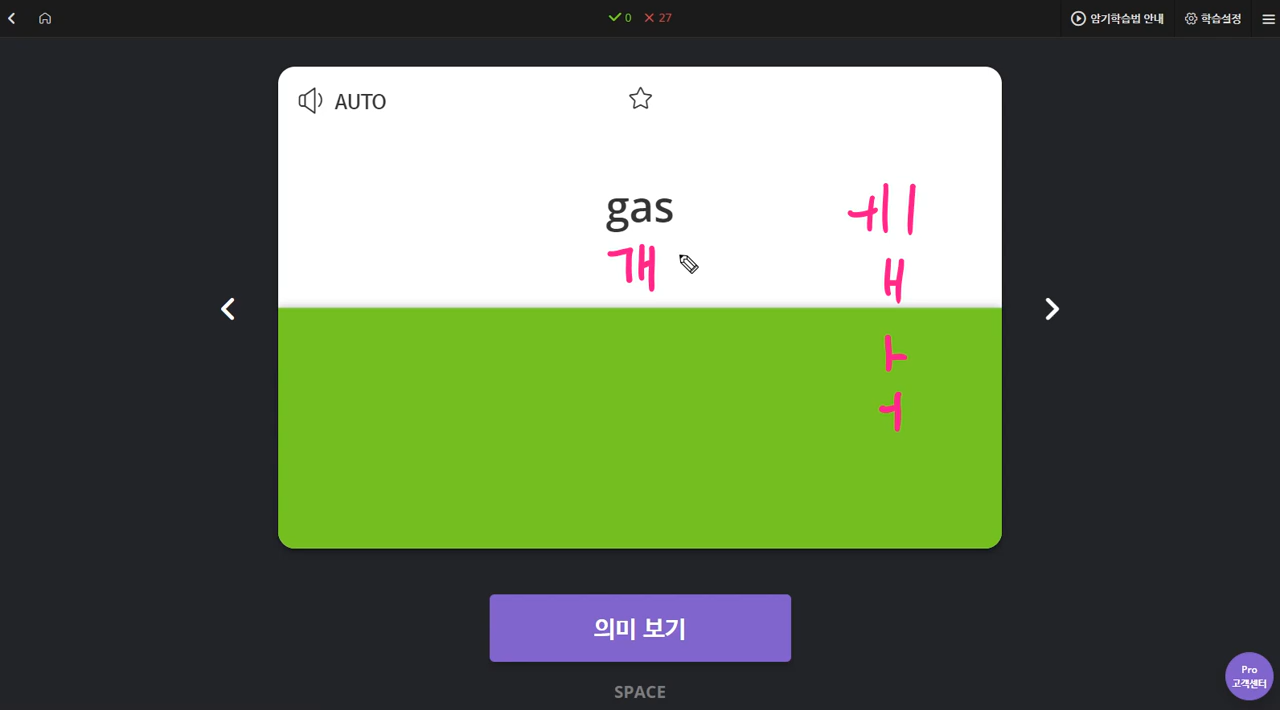 0 27
암기학습법 안내
학습설정
AUTO
gas
개
ㅔㅣ
ㅐ
ㅏ
ㅓ
의미 보기
SPACE
Pro
고객센터